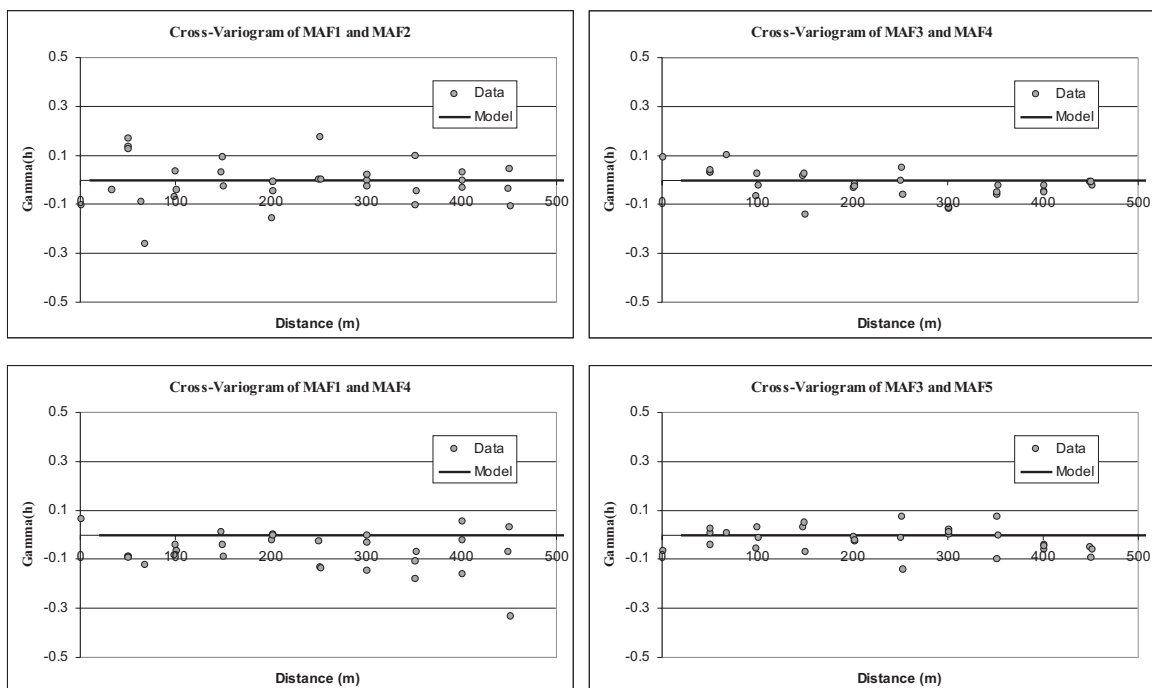 Cross-Variogram of MAF1 and MAF2
0.5
0.3
0.1
-0.1
-0.3
-0.5
Gamma(h)
Data
Model
0 100 200 300 400 500
Distance (m)
Cross-Variogram of MAF3 and MAF4
0.5
0.3
0.1
-0.1
-0.3
-0.5
Gamma(h)
Data
Model
0 100 200 300 400 500
Distance (m)
Cross-Variogram of MAF1 and MAF4
0.5
0.3
0.1
-0.1
-0.3
-0.5
Gamma(h)
Data
Model
0 100 200 300 400 500
Distance (m)
Cross-Variogram of MAF3 and MAF5
0.5
0.3
0.1
-0.1
-0.3
-0.5
Gamma(h)
Data
Model
0 100 200 300 400 500
Distance (m)